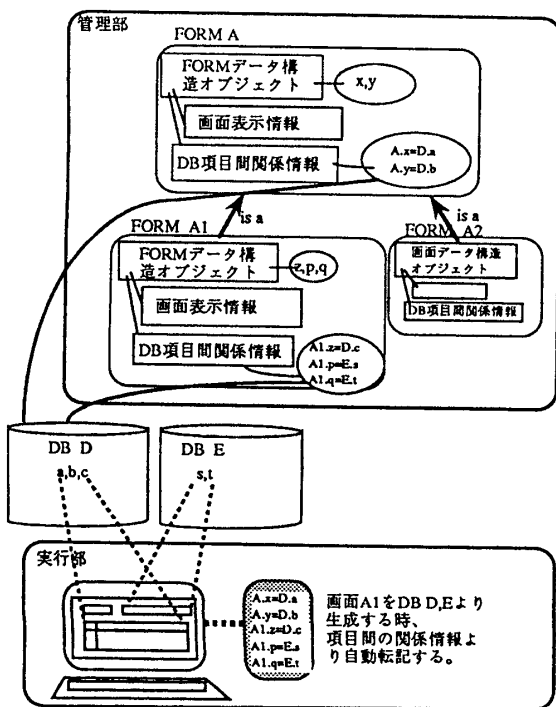 管理部
FORM A
FORMデータ構
造オブジェクト
x,y
画面表示情報
DB項目間関係情報
A.x=D.a
A.y=D.b
is a
is a
FORM A1
FORMデータ構
造オブジェクト
z,p,q
画面表示情報
DB項目間関係情報
A1.z=D.c
A1.p=E.s
A1.q=E.t
FORM A2
画面データ構造
オブジェクト
DB項目間関係情報
DB D
a,b,c
DB E
s,t
実行部
A.x=D.a
A.y=D.b
A1.z=D.c
A1.p=E.s
A1.q=E.t
画面A1をDB D,Eより
生成する時、
項目間の関係情報よ
り自動転記する。